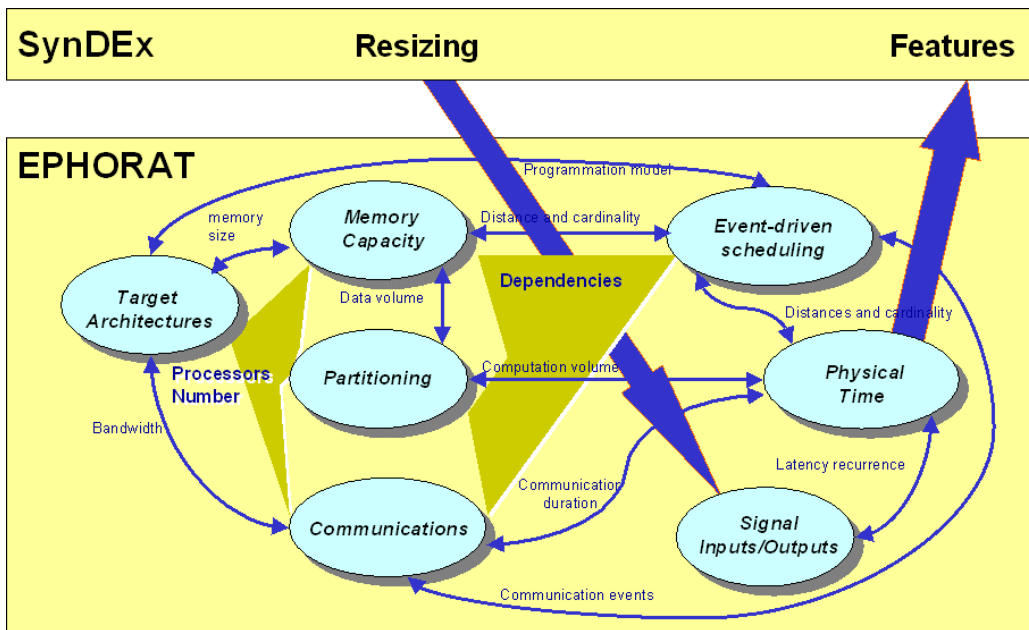 SynDEx
Resizing
Features
EPHORAT
Programmation model
memory
size
Memory
Capacity
Distance and cardinality
Event-driven
scheduling
Target
Architectures
Data volume
Dependencies
Distances and cardinality
Processors
Number
Partitioning
Computation volume
Physical
Time
Bandwidth
Latency recurrence
Communication
duration
Communications
Signal
Inputs/Outputs
Communication events